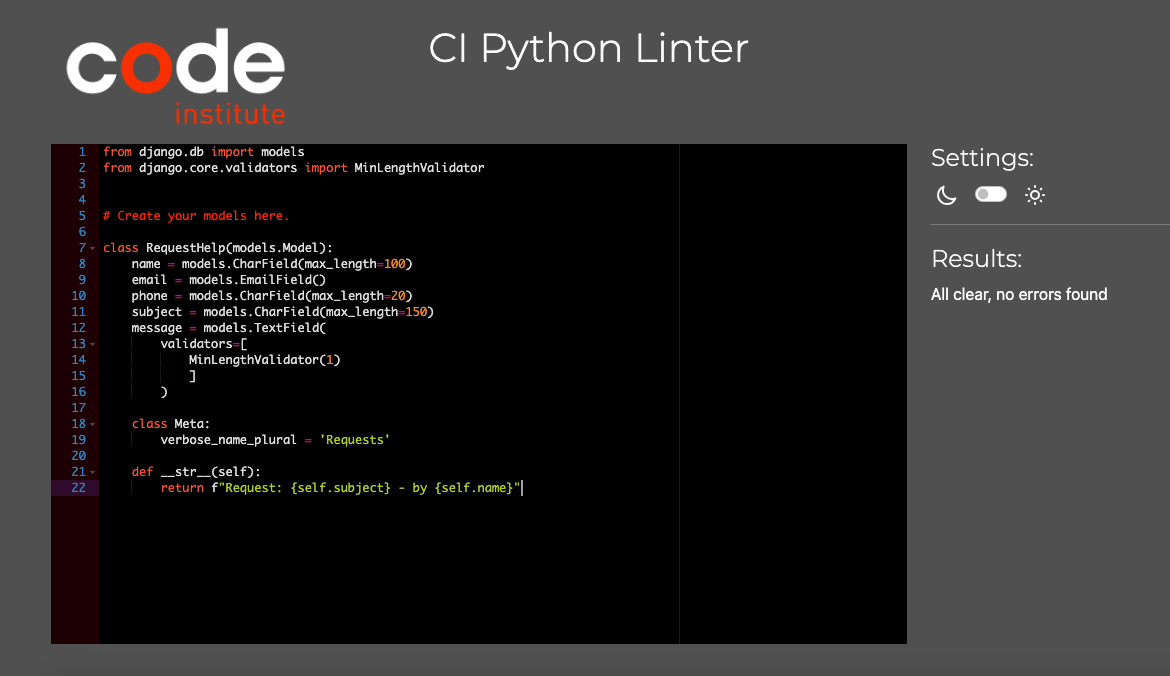 code
institute
CI Python Linter
1 from django.db import models
2 from django.core.validators import MinLengthValidator
3
4
5 # Create your models here.
6
7 class RequestHelp(models.Model):
8     name = models.CharField(max_length=100)
9     email = models.EmailField()
10     phone = models.CharField(max_length=20)
11     subject = models.CharField(max_length=150)
12     message = models.TextField(
13         validators=[
14             MinLengthValidator(1)
15             ]
16         )
17
18     class Meta:
19         verbose_name_plural = 'Requests'
20
21     def __str__(self):
22         return f"Request: {self.subject} - by {self.name}"
Settings:
Results:
All clear, no errors found